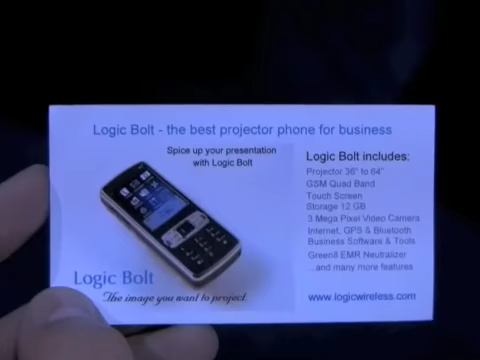 Logic Bolt - the best projector phone for business
Spice up your presentation
with Logic Bolt
Logic Bolt includes:
Projector 36" to 64"
GSM Quad Band
Touch Screen
Storage 12 GB
3 Mega Pixel Video Camera
Internet, GPS & Bluetooth
Business Software & Tools
Green8 EMR Neutralizer
...and many more features
Logic Bolt
The image you want to project.
www.logicwireless.com